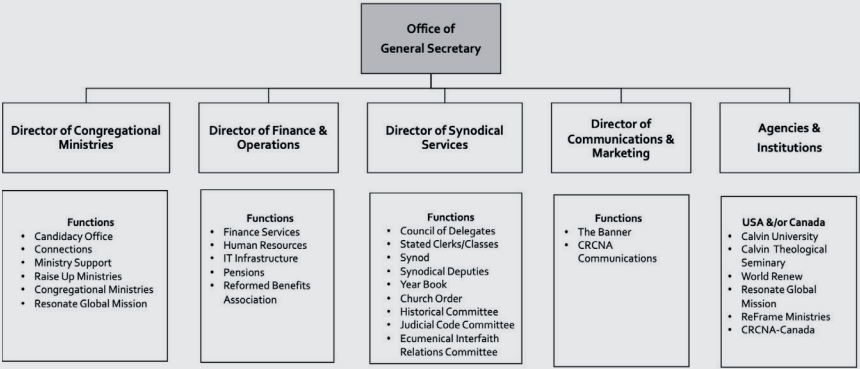 Office of
General Secretary
Director of Congregational
Ministries
Director of Finance &
Operations
Director of Synodical
Services
Director of
Communications &
Marketing
Agencies &
Institutions
Functions
• Candidacy Office
• Connections
• Ministry Support
• Raise Up Ministries
• Congregational Ministries
• Resonate Global Mission
Functions
• Finance Services
• Human Resources
• IT Infrastructure
• Pensions
• Reformed Benefits
Association
Functions
• Council of Delegates
• Stated Clerks/Classes
• Synod
• Synodical Deputies
• Year Book
• Church Order
• Historical Committee
• Judicial Code Committee
• Ecumenical Interfaith
Relations Committee
Functions
• The Banner
• CRCNA
Communications
USA &/or Canada
• Calvin University
• Calvin Theological
Seminary
• World Renew
• Resonate Global
Mission
• ReFrame Ministries
• CRCNA-Canada